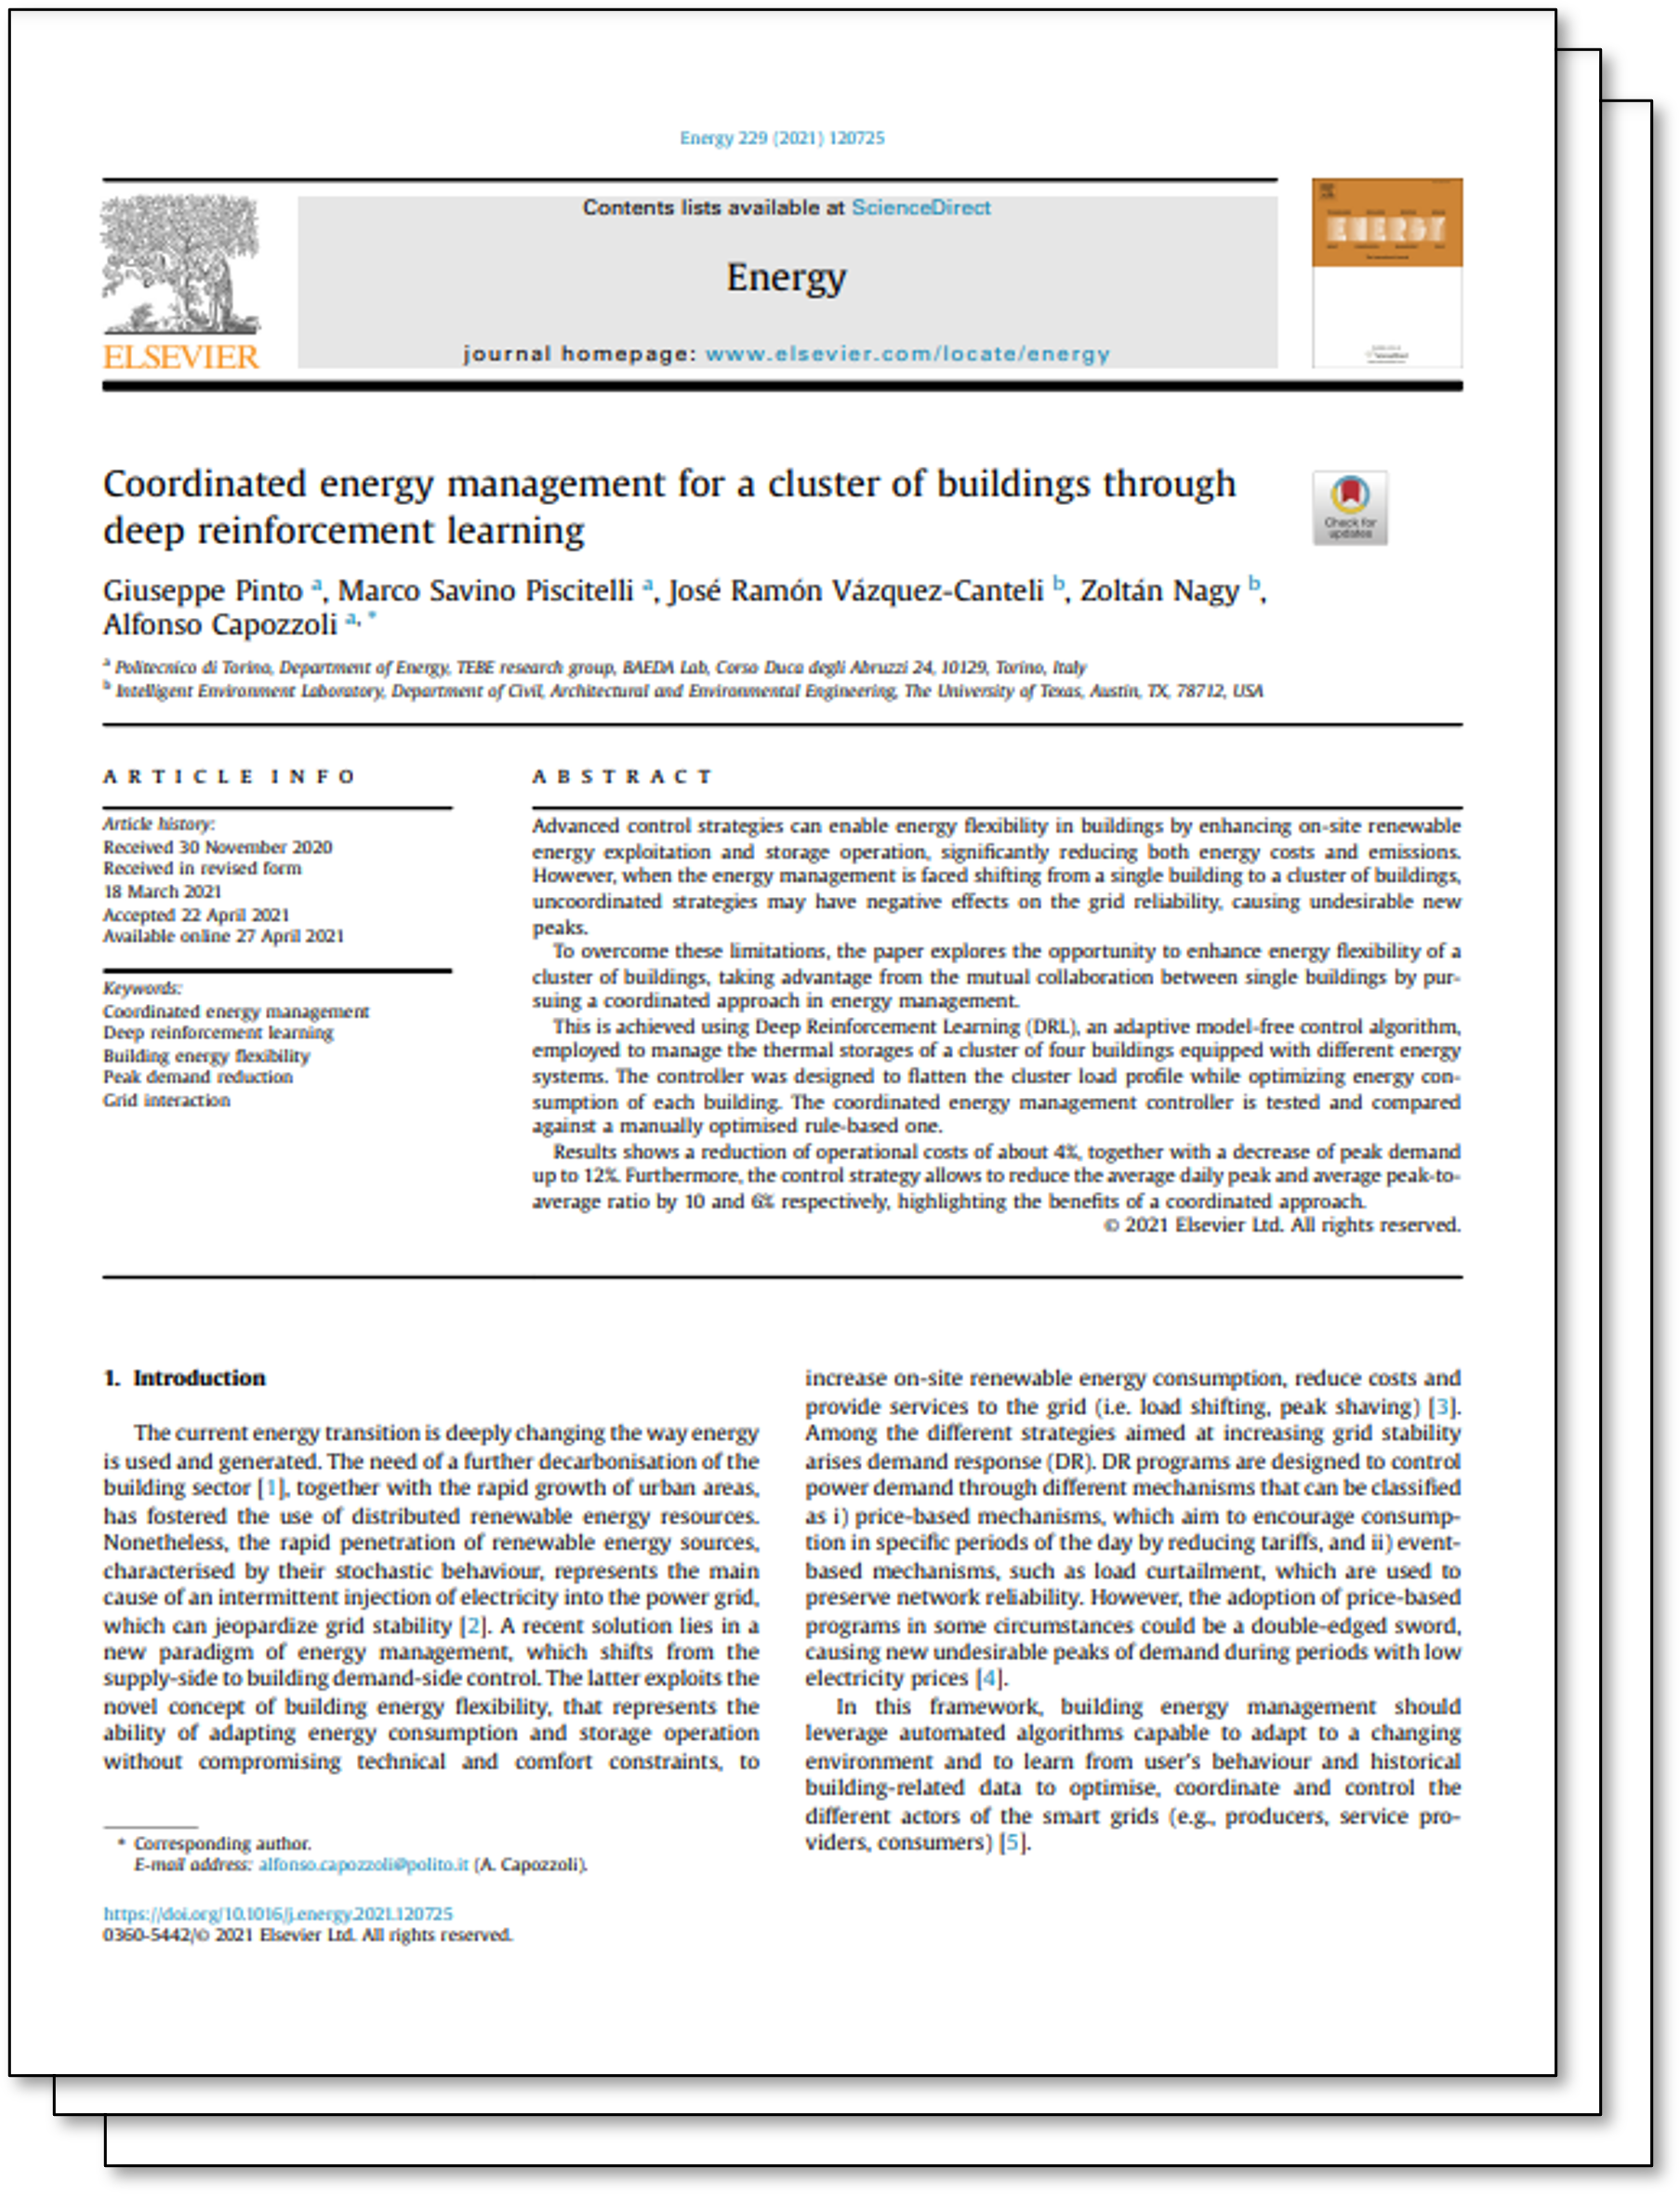 Energy 229 (2021) 120725
Contents lists available at ScienceDirect
Energy
journal homepage: www.elsevier.com/locate/energy
ELSEVIER
ENERGY
Coordinated energy management for a cluster of buildings through
deep reinforcement learning
Check for
updates
Giuseppe Pinto a, Marco Savino Piscitelli a, José Ramón Vázquez-Canteli b, Zoltán Nagy b,
Alfonso Capozzoli a, *
a Politecnico di Torino, Department of Energy, TEBE research group, BAEDA Lab, Corso Duca degli Abruzzi 24, 10129, Torino, Italy
b Intelligent Environment Laboratory, Department of Civil, Architectural and Environmental Engineering, The University of Texas, Austin, TX, 78712, USA
ARTICLE INFO
Article history:
Received 30 November 2020
Received in revised form
18 March 2021
Accepted 22 April 2021
Available online 27 April 2021
Keywords:
Coordinated energy management
Deep reinforcement learning
Building energy flexibility
Peak demand reduction
Grid interaction
ABSTRACT
Advanced control strategies can enable energy flexibility in buildings by enhancing on-site renewable
energy exploitation and storage operation, significantly reducing both energy costs and emissions.
However, when the energy management is faced shifting from a single building to a cluster of buildings,
uncoordinated strategies may have negative effects on the grid reliability, causing undesirable new
peaks.
To overcome these limitations, the paper explores the opportunity to enhance energy flexibility of a
cluster of buildings, taking advantage from the mutual collaboration between single buildings by pur-
suing a coordinated approach in energy management.
This is achieved using Deep Reinforcement Learning (DRL), an adaptive model-free control algorithm,
employed to manage the thermal storages of a cluster of four buildings equipped with different energy
systems. The controller was designed to flatten the cluster load profile while optimizing energy con-
sumption of each building. The coordinated energy management controller is tested and compared
against a manually optimised rule-based one.
Results shows a reduction of operational costs of about 4%, together with a decrease of peak demand
up to 12%. Furthermore, the control strategy allows to reduce the average daily peak and average peak-to-
average ratio by 10 and 6% respectively, highlighting the benefits of a coordinated approach.
© 2021 Elsevier Ltd. All rights reserved.
1. Introduction
The current energy transition is deeply changing the way energy
is used and generated. The need of a further decarbonisation of the
building sector [1], together with the rapid growth of urban areas,
has fostered the use of distributed renewable energy resources.
Nonetheless, the rapid penetration of renewable energy sources,
characterised by their stochastic behaviour, represents the main
cause of an intermittent injection of electricity into the power grid,
which can jeopardize grid stability [2]. A recent solution lies in a
new paradigm of energy management, which shifts from the
supply-side to building demand-side control. The latter exploits the
novel concept of building energy flexibility, that represents the
ability of adapting energy consumption and storage operation
without compromising technical and comfort constraints, to
increase on-site renewable energy consumption, reduce costs and
provide services to the grid (i.e. load shifting, peak shaving) [3].
Among the different strategies aimed at increasing grid stability
arises demand response (DR). DR programs are designed to control
power demand through different mechanisms that can be classified
as i) price-based mechanisms, which aim to encourage consump-
tion in specific periods of the day by reducing tariffs, and ii) event-
based mechanisms, such as load curtailment, which are used to
preserve network reliability. However, the adoption of price-based
programs in some circumstances could be a double-edged sword,
causing new undesirable peaks of demand during periods with low
electricity prices [4].
In this framework, building energy management should
leverage automated algorithms capable to adapt to a changing
environment and to learn from user's behaviour and historical
building-related data to optimise, coordinate and control the
different actors of the smart grids (e.g., producers, service pro-
viders, consumers) [5].
* Corresponding author.
E-mail address: alfonso.capozzoli@polito.it (A. Capozzoli).
https://doi.org/10.1016/j.energy.2021.120725
0360-5442/© 2021 Elsevier Ltd. All rights reserved.